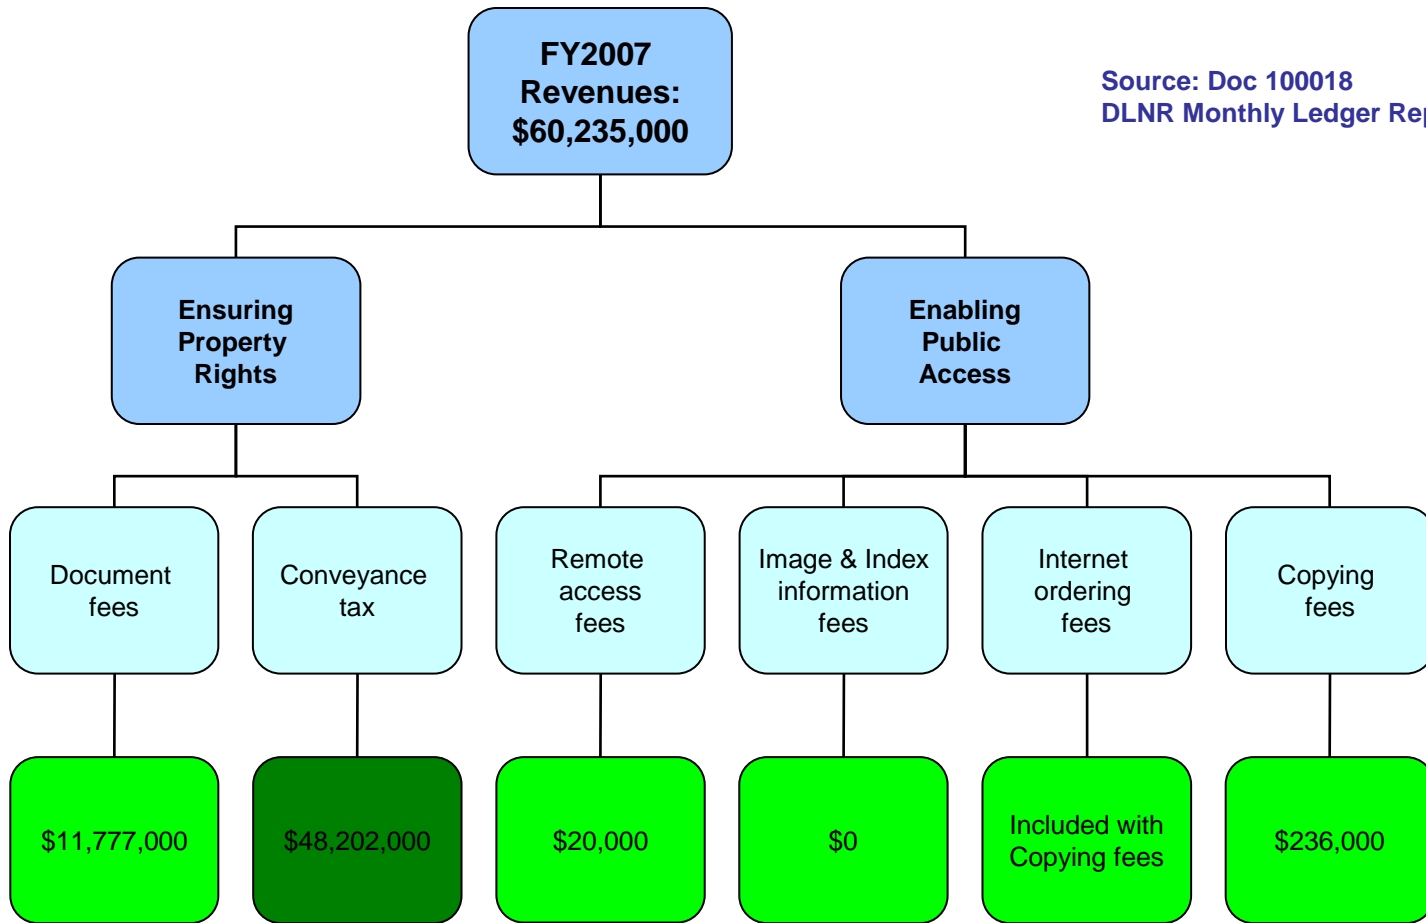 FY2007
Revenues:
$60,235,000
Source: Doc 100018
DLNR Monthly Ledger Rep
Ensuring
Property
Rights
Enabling
Public
Access
Document
fees
Conveyance
tax
Remote
access
fees
Image & Index
information
fees
Internet
ordering
fees
Copying
fees
$11,777,000
$48,202,000
$20,000
$0
Included with
Copying fees
$236,000